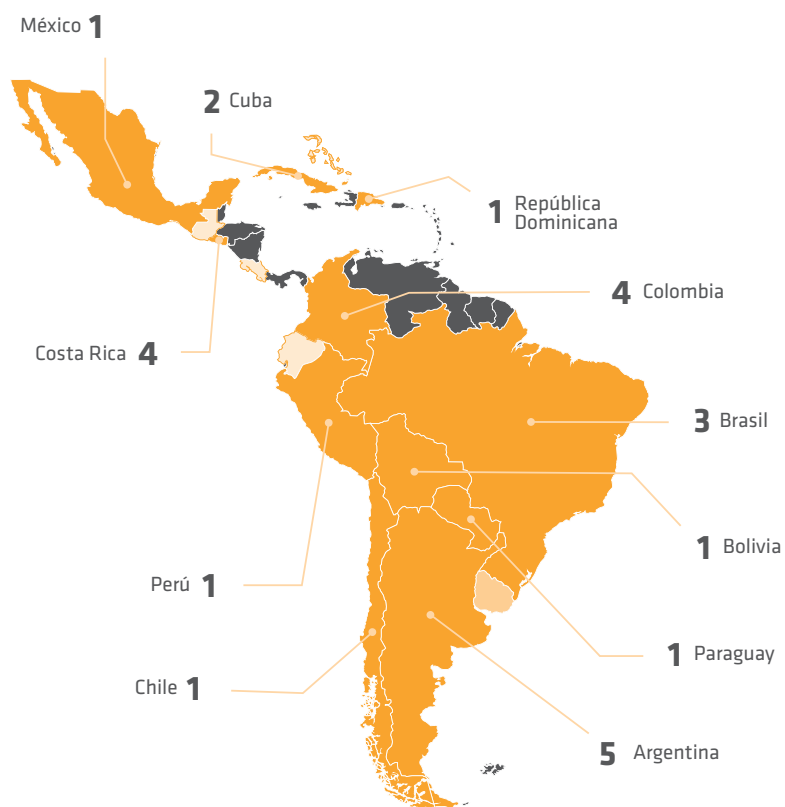 México 1
2 Cuba
1 República
Dominicana
4 Colombia
Costa Rica 4
3 Brasil
1 Bolivia
Perú 1
1 Paraguay
Chile 1
5 Argentina